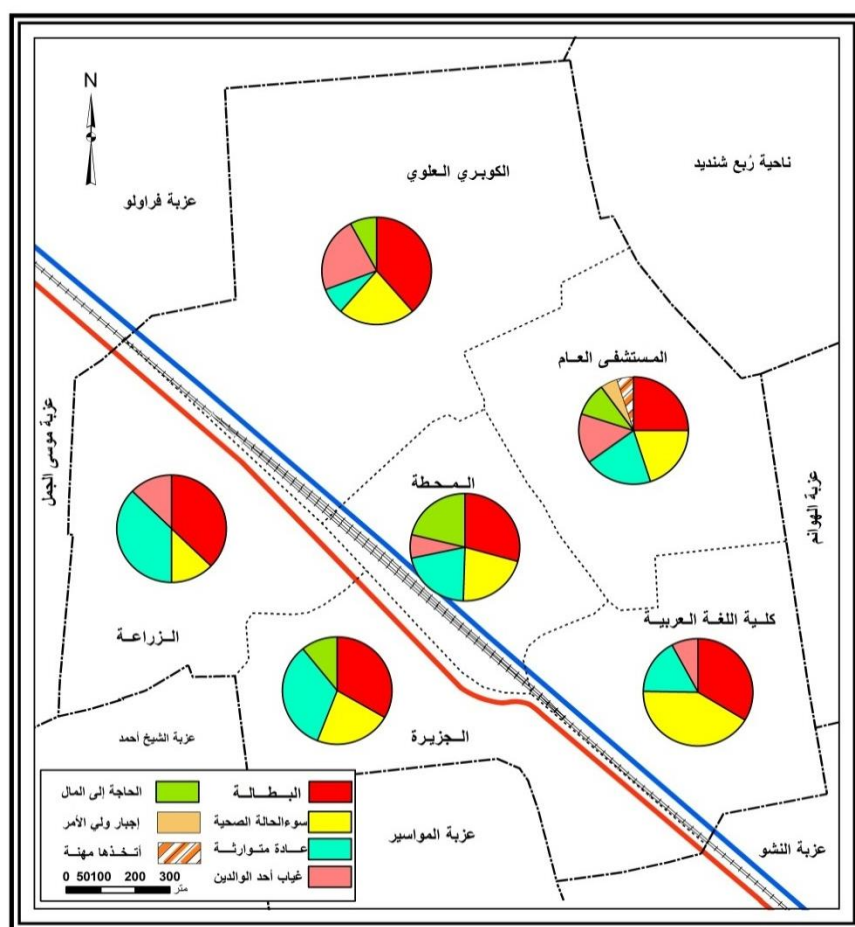 N
ناحية رُبع شنديد
الكوبري العلوي
عزبة فراولو
المستشفى العام
عزبة موسى الجمل
المحطة
عزبة الهوانم
كلية اللغة العربية
الزراعة
الجزيرة
عزبة الشيخ أحمد
عزبة المواسير
عزبة النشو
البطالة
سوءالحالة الصحية
عادة متوارثة
غياب أحد الوالدين
الحاجة إلى المال
إجبار ولي الأمر
أتخذها مهنة
0 50100 200 300
متر